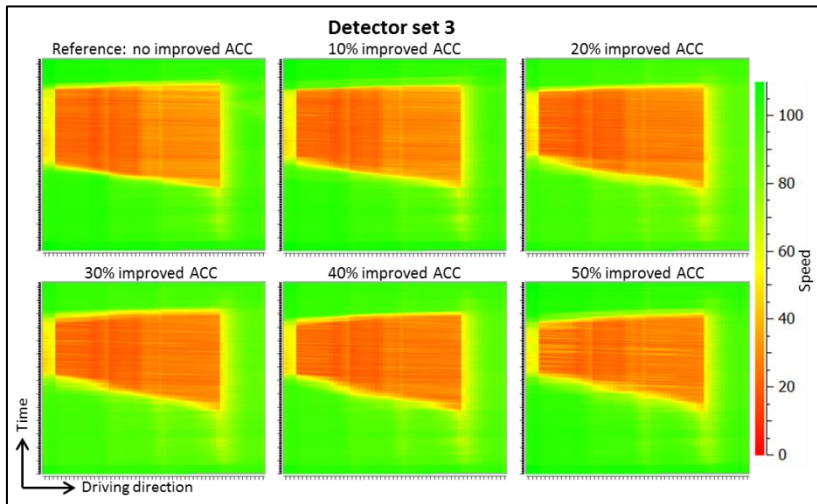 Detector set 3
Reference: no improved ACC
10% improved ACC
20% improved ACC
30% improved ACC
40% improved ACC
50% improved ACC
100
80
60
40
20
0
Speed
Time
Driving direction